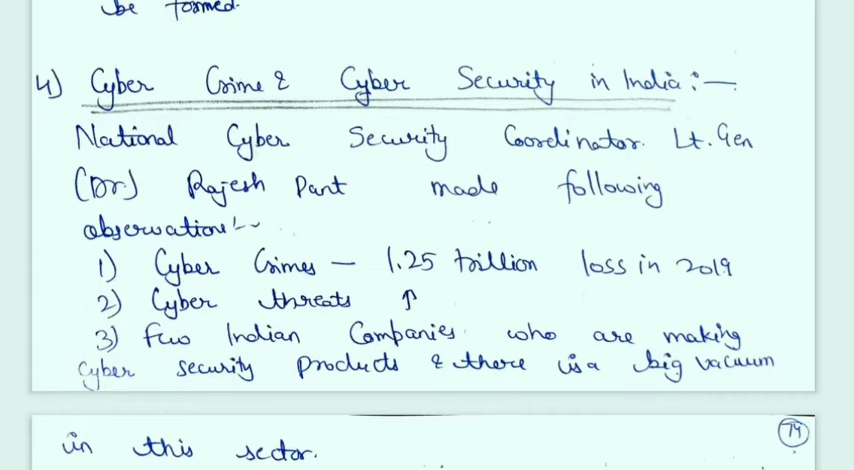 be formed.
4) Cyber Crime & Cyber Security in India :—
National Cyber Security Coordinator. Lt. Gen
(Dr) Rajesh Pant made following
observation :-
1) Cyber Crimes — 1.25 trillion loss in 2019
2) Cyber threats ↑
3) few Indian Companies who are making
cyber security products & there is a big vacuum
74
in this sector.